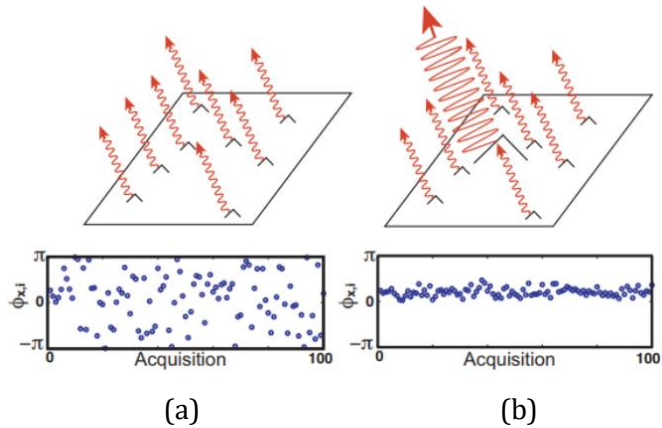 π
0
−π
ϕx,i
0
Acquisition
100
π
0
−π
ϕx,i
0
Acquisition
100
(a)
(b)